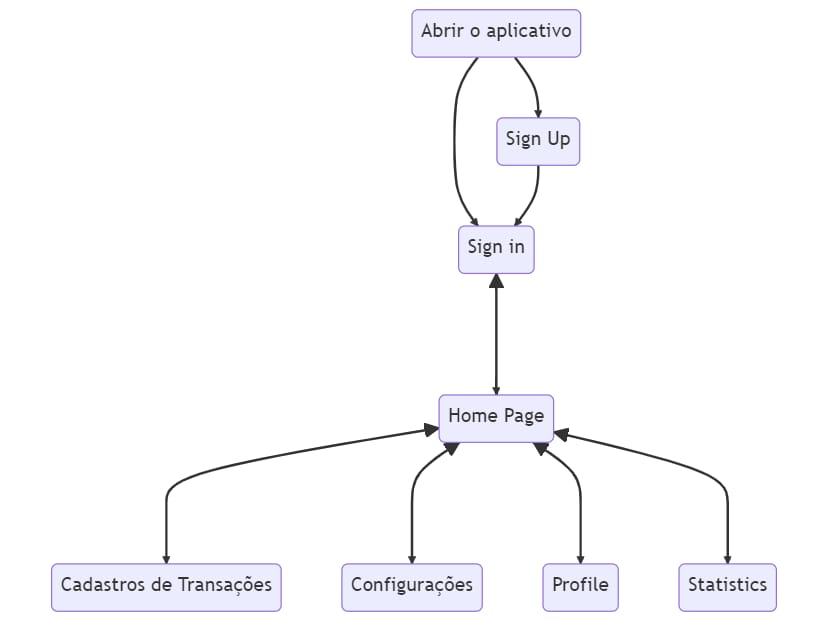 Abrir o aplicativo
Sign Up
Sign in
Home Page
Cadastros de Transações
Configurações
Profile
Statistics